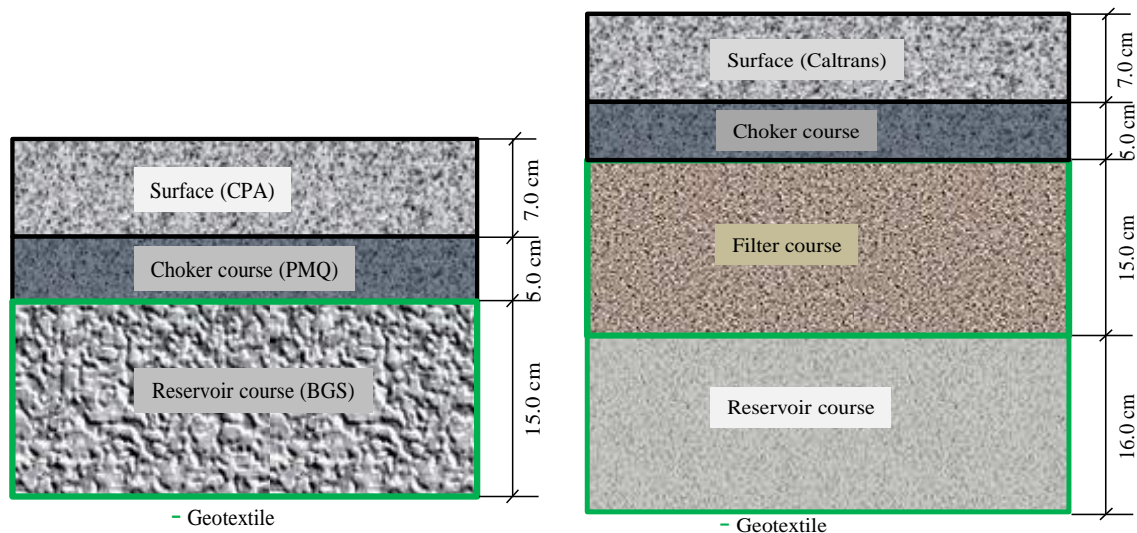 Surface (CPA)
7.0 cm
Choker course (PMQ)
5.0 cm
Reservoir course (BGS)
15.0 cm
- Geotextile
Surface (Caltrans)
7.0 cm
Choker course
5.0 cm
Filter course
15.0 cm
Reservoir course
16.0 cm
- Geotextile